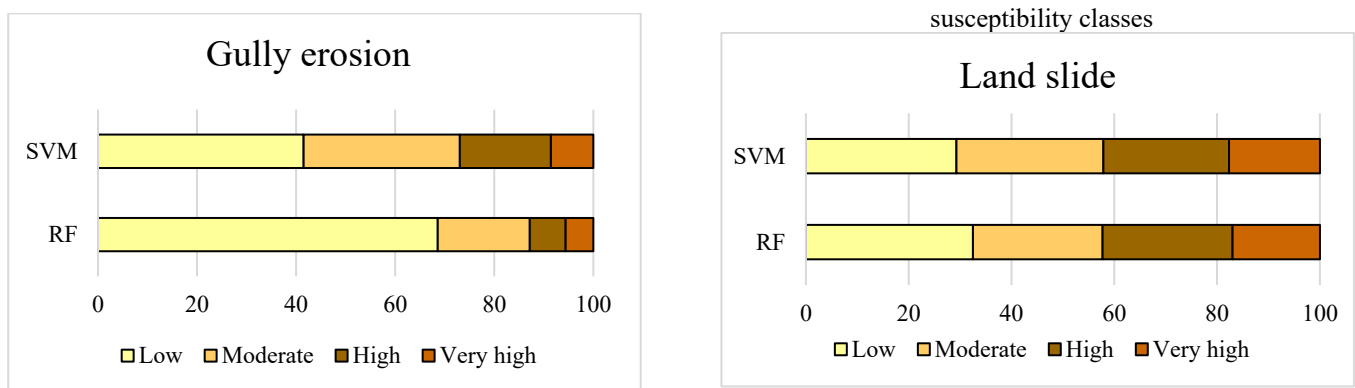 Gully erosion
SVM
RF
0 20 40 60 80 100
Low Moderate High Very high
susceptibility classes
Land slide
SVM
RF
0 20 40 60 80 100
Low Moderate High Very high